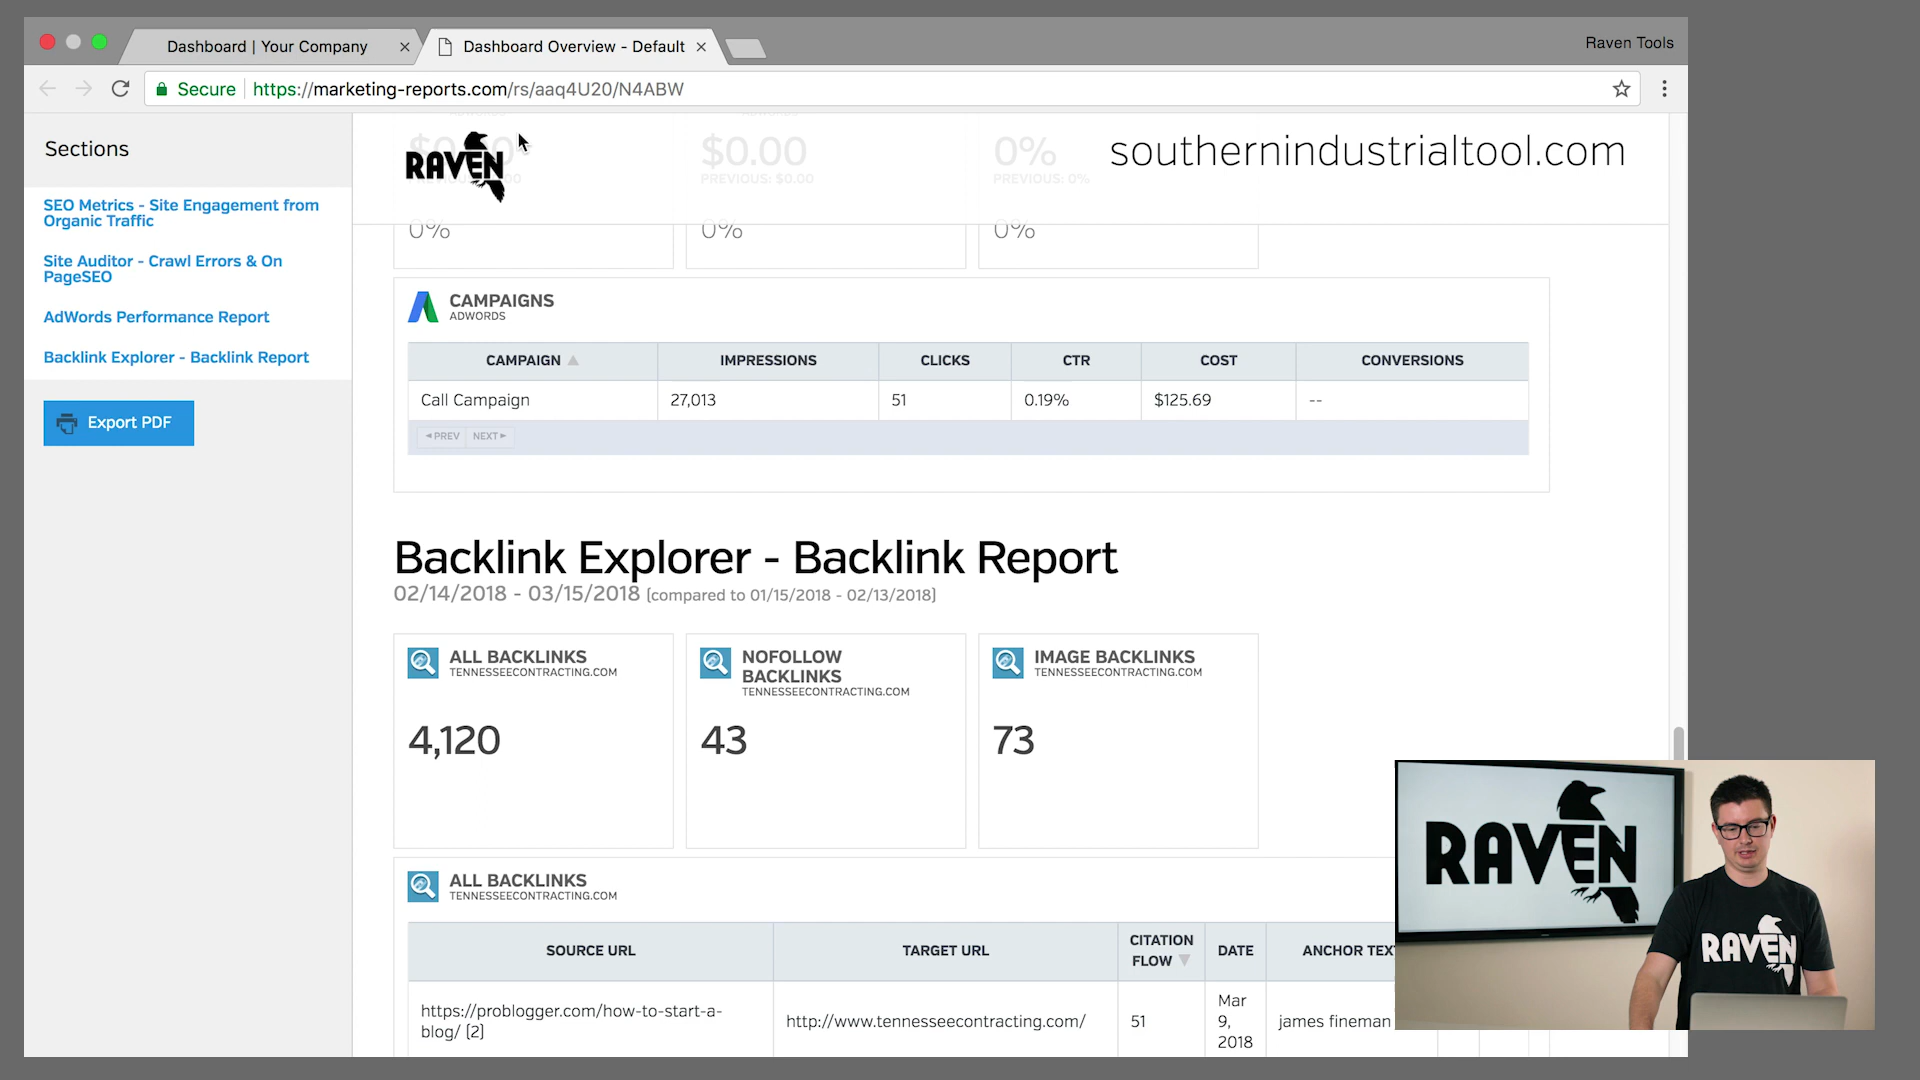 Dashboard | Your Company
Dashboard Overview - Default
Raven Tools
Secure https://marketing-reports.com/rs/aaq4U20/N4ABW
Sections
SEO Metrics - Site Engagement from
Organic Traffic
Site Auditor - Crawl Errors & On
PageSEO
AdWords Performance Report
Backlink Explorer - Backlink Report
Export PDF
RAVEN
southernindustrialtool.com
$0.00 0%
PREVIOUS: $0.00 PREVIOUS: 0%
0% 0% 0%
CAMPAIGNS
ADWORDS
CAMPAIGN IMPRESSIONS CLICKS CTR COST CONVERSIONS
Call Campaign 27,013 51 0.19% $125.69 --
PREV NEXT
Backlink Explorer - Backlink Report
02/14/2018 - 03/15/2018 (compared to 01/15/2018 - 02/13/2018)
ALL BACKLINKS
TENNESSEECONTRACTING.COM
4,120
NOFOLLOW
BACKLINKS
TENNESSEECONTRACTING.COM
43
IMAGE BACKLINKS
TENNESSEECONTRACTING.COM
73
ALL BACKLINKS
TENNESSEECONTRACTING.COM
SOURCE URL TARGET URL CITATION FLOW DATE ANCHOR TEX
https://problogger.com/how-to-start-a-
blog/ (2)
http://www.tennesseecontracting.com/
51
Mar
9,
2018
james fineman
RAVEN
RAVEN